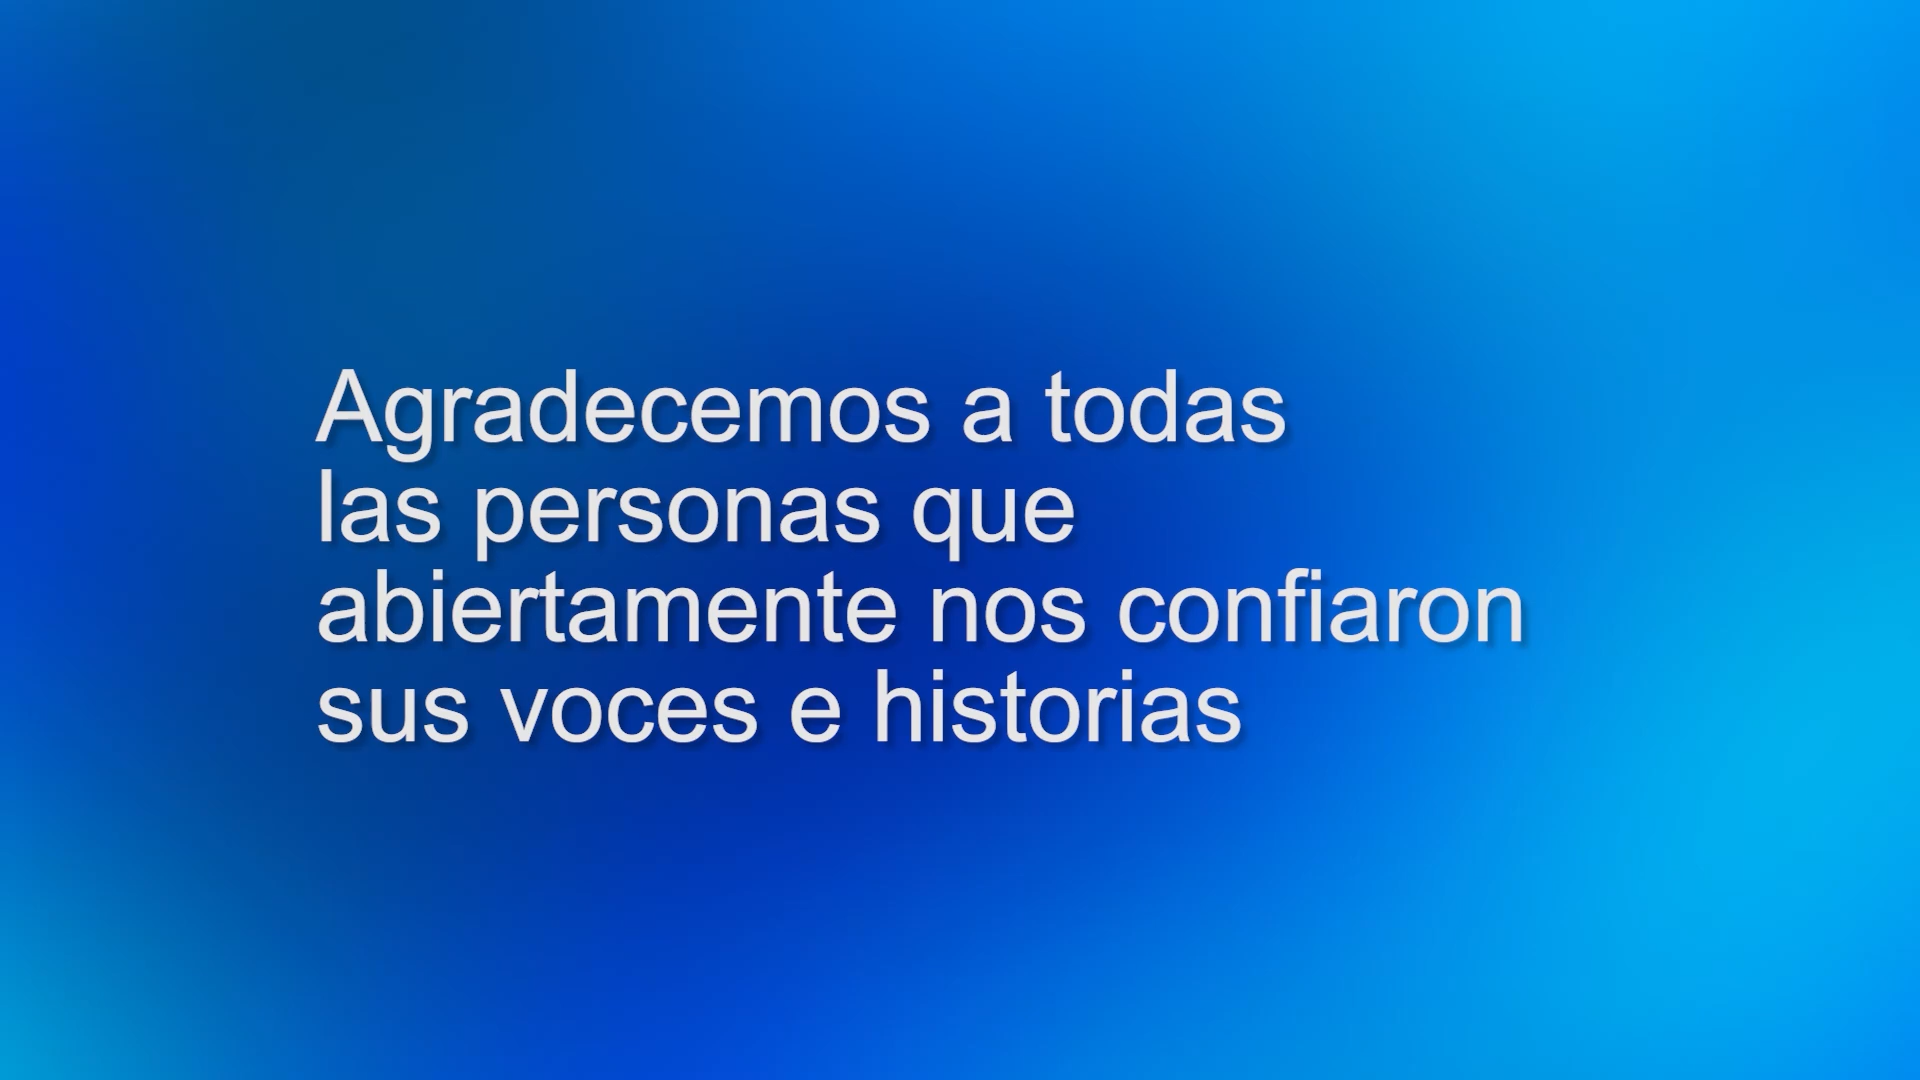 Agradecemos a todas
las personas que
abiertamente nos confiaron
sus voces e historias